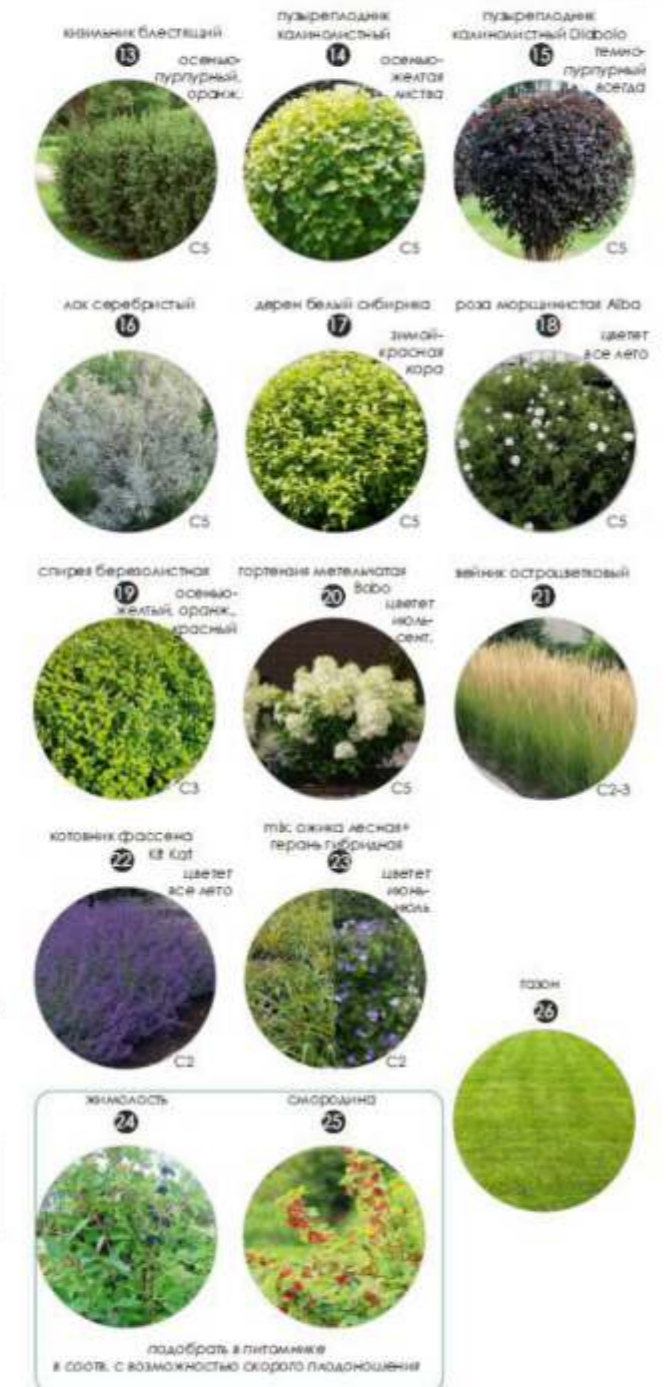 кизильник блестящий
13
осенью-
пурпурный,
оранж.
C5
пузыреплодник
калинолистный
14
осенью-
желтая
листва
C5
пузыреплодник
калинолистный Diabolo
15
темно-
пурпурный
всегда
C5
лох серебристый
16
C5
дерен белый сибирика
17
зимой-
красная
кора
C5
роза морщинистая Alba
18
цветет
все лето
C5
спирея березолистная
19
осенью-
желтый, оранж.,
красный
C3
гортензия метельчатая
Bobo
20
цветет
июль-
сент.
C5
вейник остроцветковый
21
C2-3
котовник фассена
Kit Kat
22
цветет
все лето
C2
mix: ожика лесная+
герань гибридная
23
цветет
июнь-
июль
C2
жимолость
24
смородина
25
газон
26
подобрать в питомнике
в соотв. с возможностью скорого плодоношения